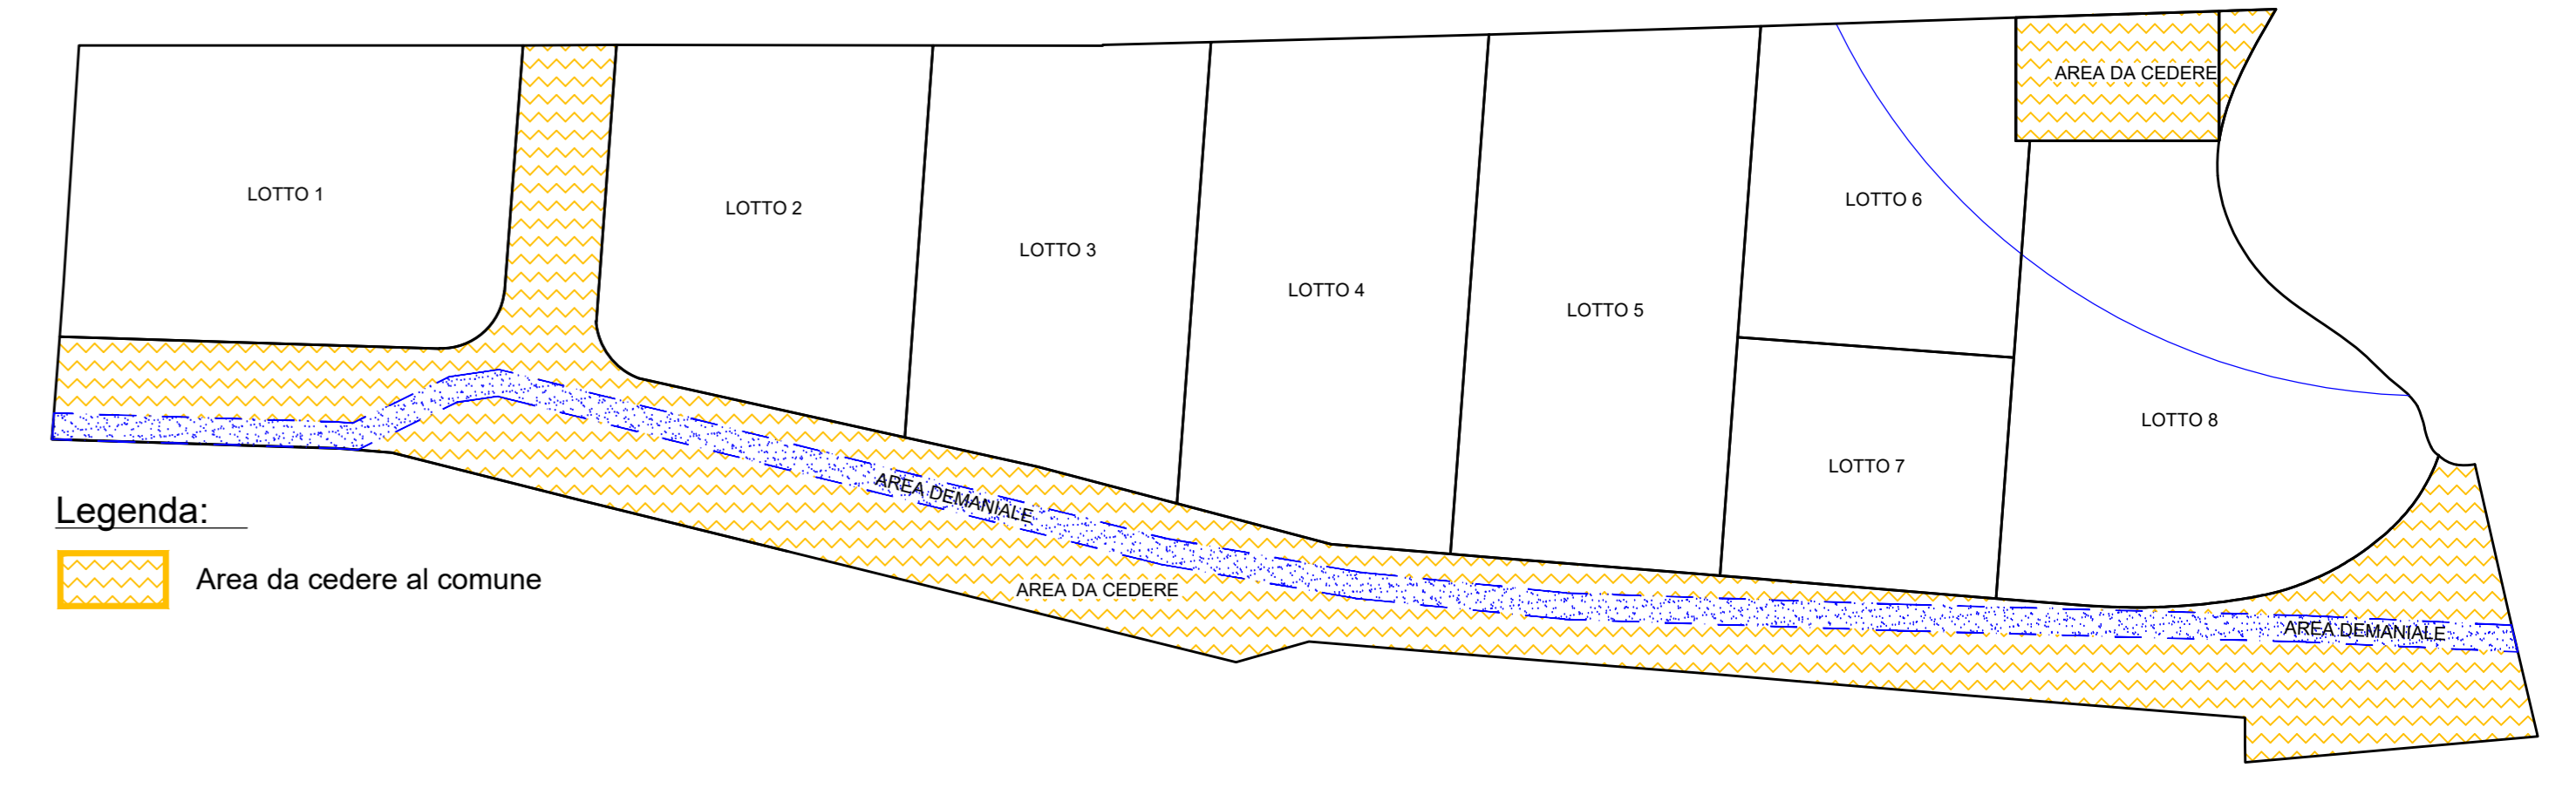 AREA DA CEDERE
LOTTO 1
LOTTO 2
LOTTO 3
LOTTO 4
LOTTO 5
LOTTO 6
LOTTO 7
LOTTO 8
AREA DEMANIALE
AREA DA CEDERE
AREA DEMANIALE
Legenda:
Area da cedere al comune